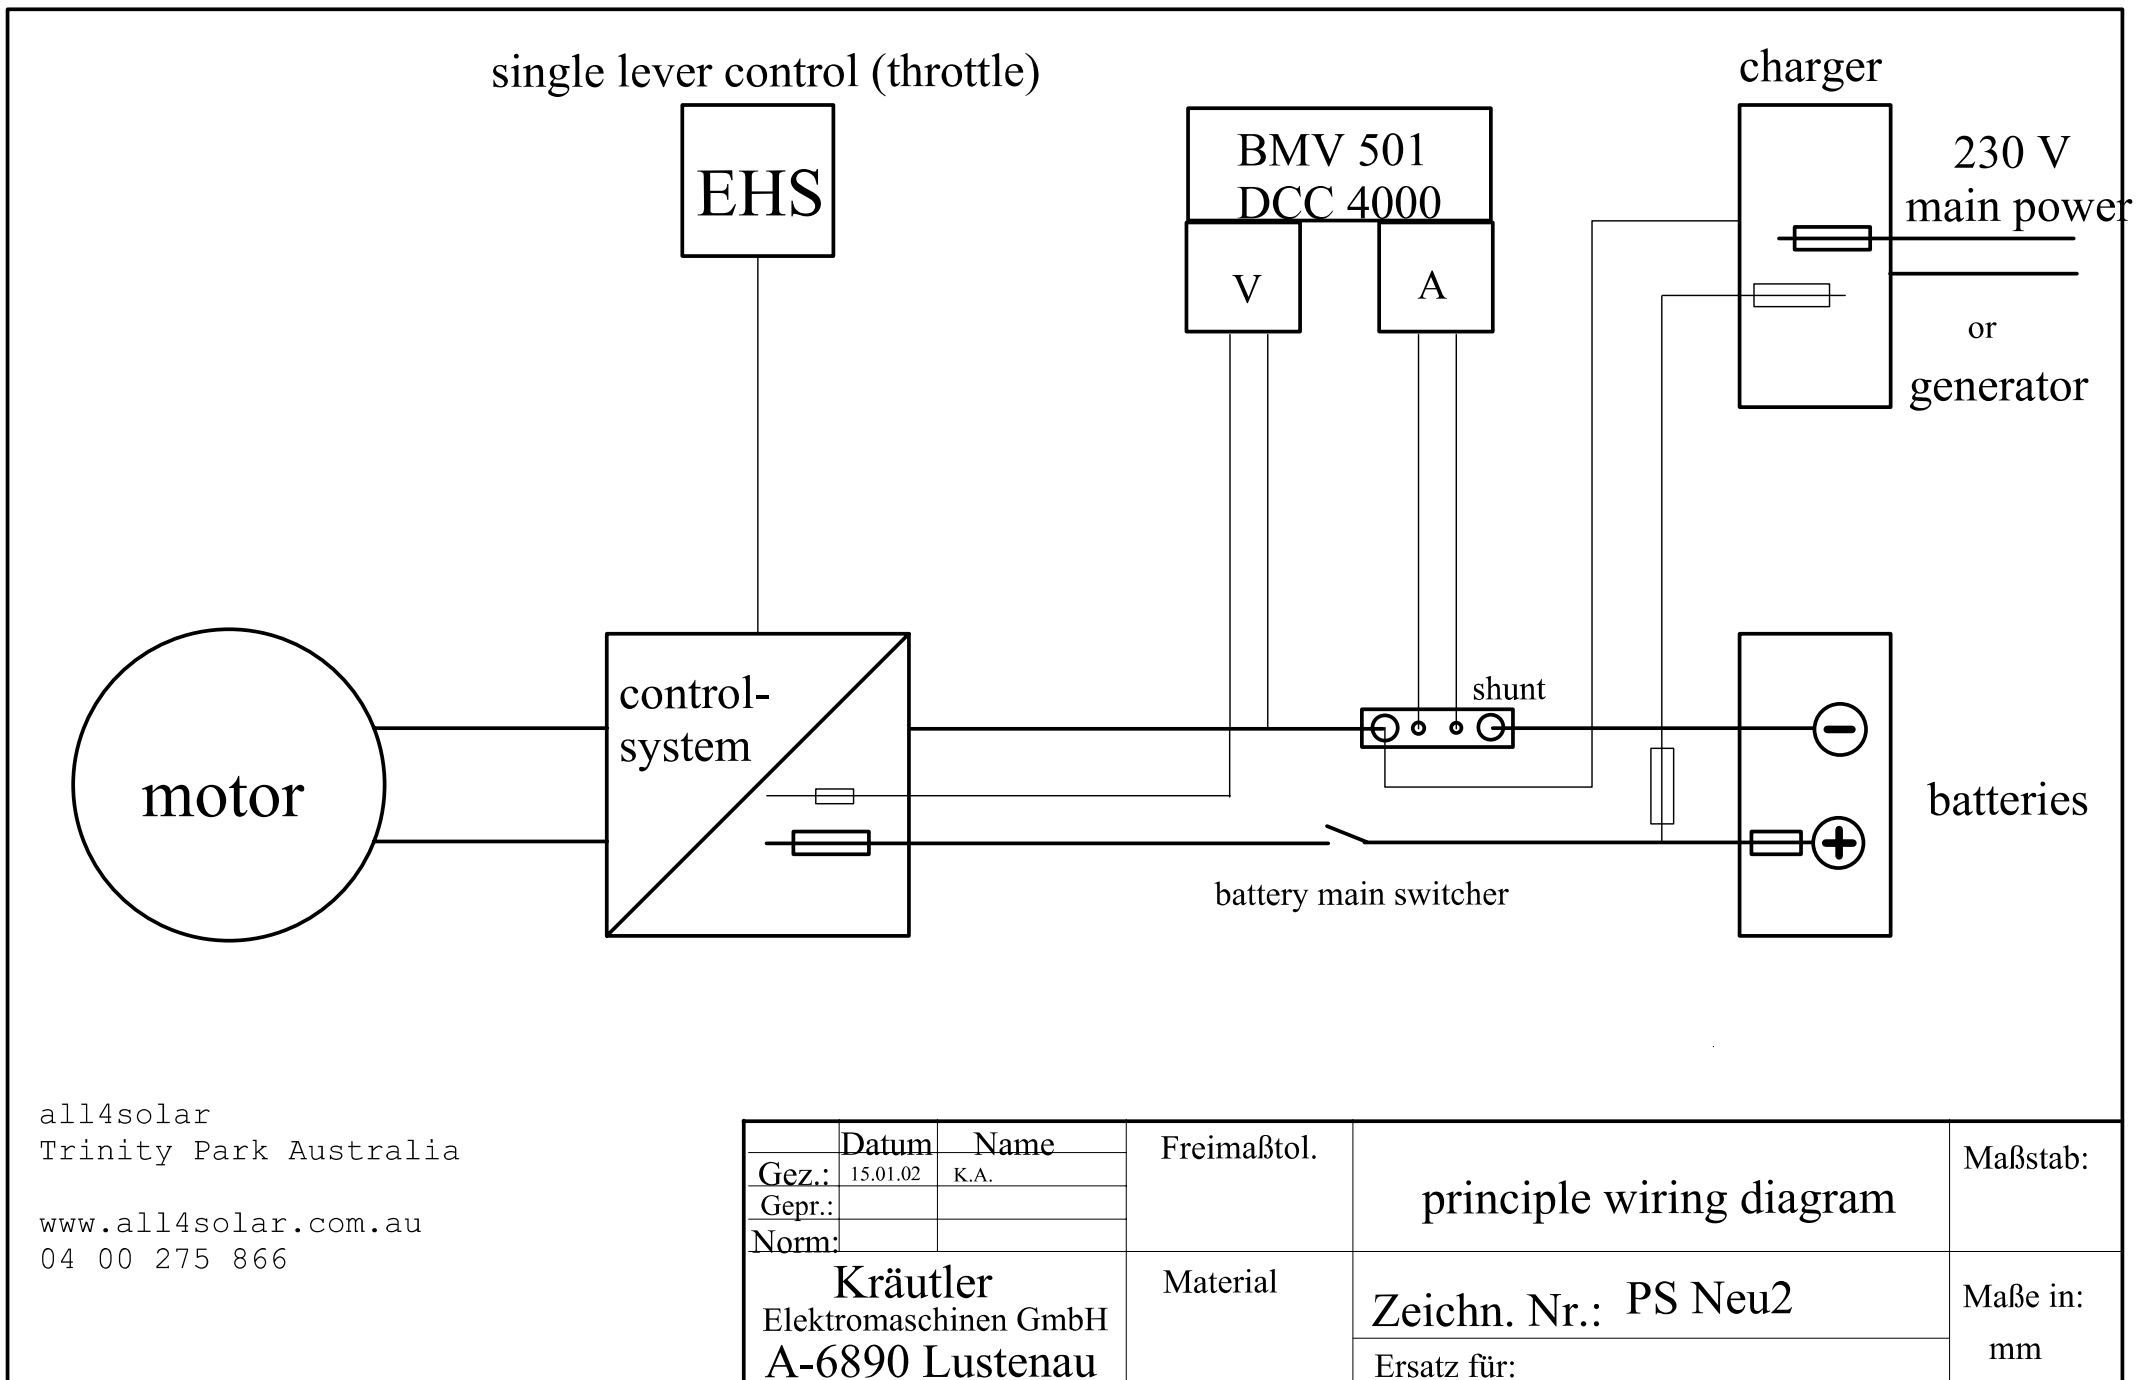 single lever control (throttle)
EHS
BMV 501
DCC 4000
V
A
charger
230 V
main power
or
generator
motor
control-
system
shunt
battery main switcher
batteries
all4solar
Trinity Park Australia
www.all4solar.com.au
04 00 275 866
Datum Name
Gez.: 15.01.02 K.A.
Gepr.:
Norm:
Freimaßtol.
principle wiring diagram
Maßstab:
Kräutler
Elektromaschinen GmbH
A-6890 Lustenau
Material
Zeichn. Nr.: PS Neu2
Ersatz für:
Maße in:
mm